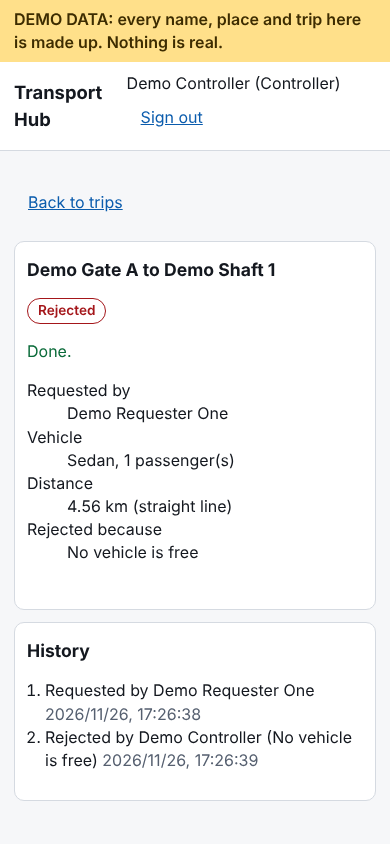 DEMO DATA: every name, place and trip here
is made up. Nothing is real.
Transport
Hub
Demo Controller (Controller)
Sign out
Back to trips
Demo Gate A to Demo Shaft 1
Rejected
Done.
Requested by
Demo Requester One
Vehicle
Sedan, 1 passenger(s)
Distance
4.56 km (straight line)
Rejected because
No vehicle is free
History
1. Requested by Demo Requester One
2026/11/26, 17:26:38
2. Rejected by Demo Controller (No vehicle
is free) 2026/11/26, 17:26:39